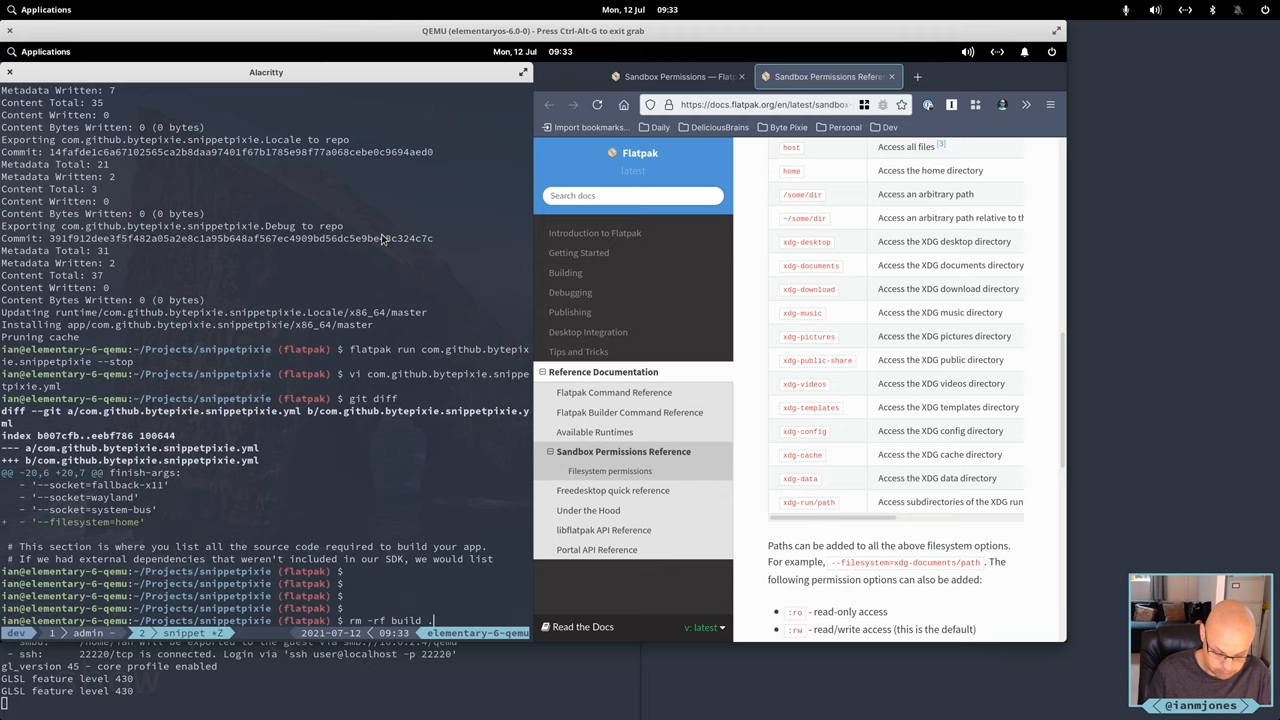 Applications
Mon, 12 Jul 09:33
QEMU (elementaryos-6.0-0) - Press Ctrl-Alt-G to exit grab
Applications
Mon, 12 Jul 09:33
Alacritty
Metadata Written: 7
Content Total: 35
Content Written: 0
Content Bytes Written: 0 (0 bytes)
Exporting com.github.bytepixie.snippetpixie.Locale to repo
Metadata Total: 21
Metadata Written: 2
Content Total: 3
Content Written: 0
Content Bytes Written: 0 (0 bytes)
Exporting com.github.bytepixie.snippetpixie.Debug to repo
Metadata Total: 31
Metadata Written: 2
Content Total: 37
Content Written: 0
Content Bytes Written: 0 (0 bytes)
Updating runtime/com.github.bytepixie.snippetpixie.Locale/x86_64/master
Installing app/com.github.bytepixie.snippetpixie/x86_64/master
Pruning cache
ian@elementary-6-qemu:~/Projects/snippetpixie (flatpak) $ flatpak run com.github.bytepix
ie.snippetpixie --stop
ian@elementary-6-qemu:~/Projects/snippetpixie (flatpak) $ vi com.github.bytepixie.snippe
tpixie.yml
ian@elementary-6-qemu:~/Projects/snippetpixie (flatpak) $ git diff
diff --git a/com.github.bytepixie.snippetpixie.yml b/com.github.bytepixie.snippetpixie.y
ml
index b007cfb..eebf786 100644
--- a/com.github.bytepixie.snippetpixie.yml
+++ b/com.github.bytepixie.snippetpixie.yml
@@ -20,6 +20,7 @@ finish-args:
- '--socket=fallback-x11'
- '--socket=wayland'
- '--socket=system-bus'
+ - '--filesystem=home'
# This section is where you list all the source code required to build your app.
# If we had external dependencies that weren't included in our SDK, we would list
ian@elementary-6-qemu:~/Projects/snippetpixie (flatpak) $
ian@elementary-6-qemu:~/Projects/snippetpixie (flatpak) $
ian@elementary-6-qemu:~/Projects/snippetpixie (flatpak) $
ian@elementary-6-qemu:~/Projects/snippetpixie (flatpak) $
ian@elementary-6-qemu:~/Projects/snippetpixie (flatpak) $ rm -rf build .
dev 1 admin - 2 snippet *Z 2021-07-12 09:33 elementary-6-qemu
- ssh: 22220/tcp is connected. Login via 'ssh user@localhost -p 22220'
gl_version 45 - core profile enabled
GLSL feature level 430
GLSL feature level 430
Sandbox Permissions — Flatp
Sandbox Permissions Refere
https://docs.flatpak.org/en/latest/sandbox-
Import bookmarks...
Daily
DeliciousBrains
Byte Pixie
Personal
Dev
Flatpak
latest
Search docs
Introduction to Flatpak
Getting Started
Building
Debugging
Publishing
Desktop Integration
Tips and Tricks
Reference Documentation
Flatpak Command Reference
Flatpak Builder Command Reference
Available Runtimes
Sandbox Permissions Reference
Filesystem permissions
Freedesktop quick reference
Under the Hood
libflatpak API Reference
Portal API Reference
Read the Docs
v: latest
host Access all files [3]
home Access the home directory
/some/dir Access an arbitrary path
~/some/dir Access an arbitrary path relative to th
xdg-desktop Access the XDG desktop directory
xdg-documents Access the XDG documents directory
xdg-download Access the XDG download directory
xdg-music Access the XDG music directory
xdg-pictures Access the XDG pictures directory
xdg-public-share Access the XDG public directory
xdg-videos Access the XDG videos directory
xdg-templates Access the XDG templates directory
xdg-config Access the XDG config directory
xdg-cache Access the XDG cache directory
xdg-data Access the XDG data directory
xdg-run/path Access subdirectories of the XDG run
Paths can be added to all the above filesystem options.
For example, --filesystem=xdg-documents/path . The
following permission options can also be added:
:ro - read-only access
:rw - read/write access (this is the default)
@ianmjones